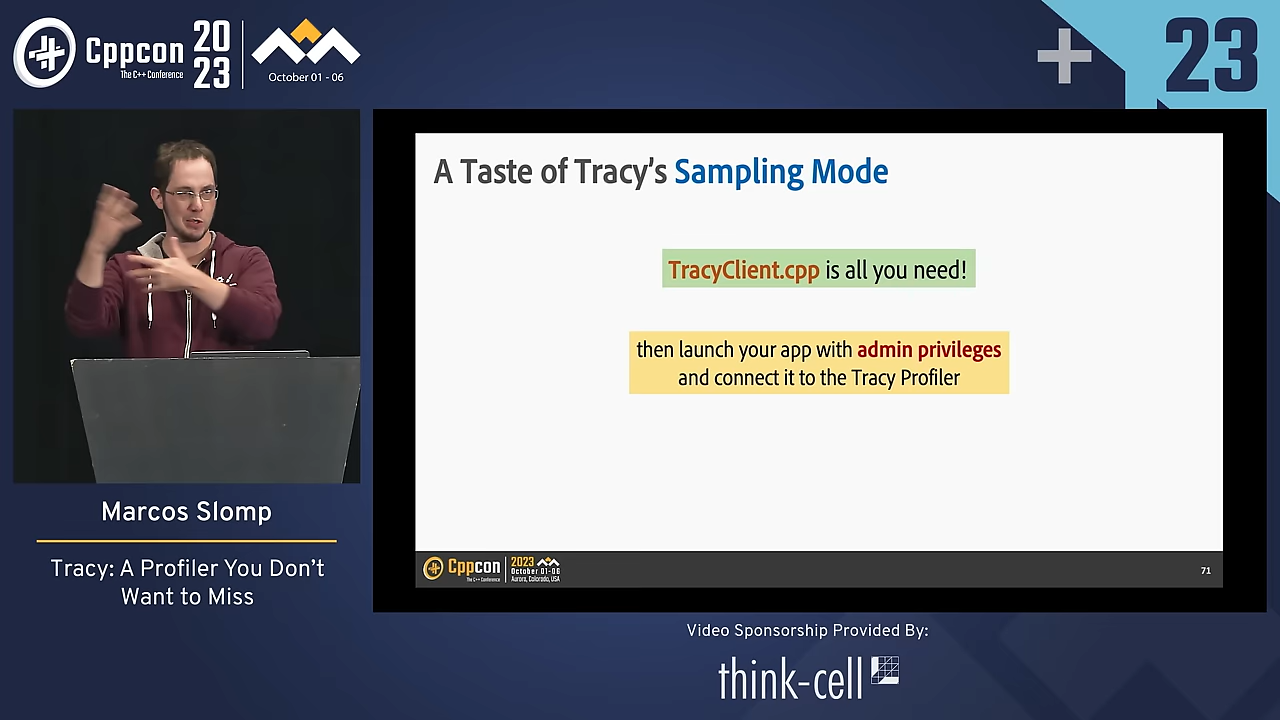 Cppcon
The C++ Conference
20
23
October 01 - 06
23
A Taste of Tracy's Sampling Mode
TracyClient.cpp is all you need!
then launch your app with admin privileges
and connect it to the Tracy Profiler
Cppcon
The C++ Conference
2023
October 01-06
Aurora, Colorado, USA
71
Marcos Slomp
Tracy: A Profiler You Don't
Want to Miss
Video Sponsorship Provided By:
think-cell